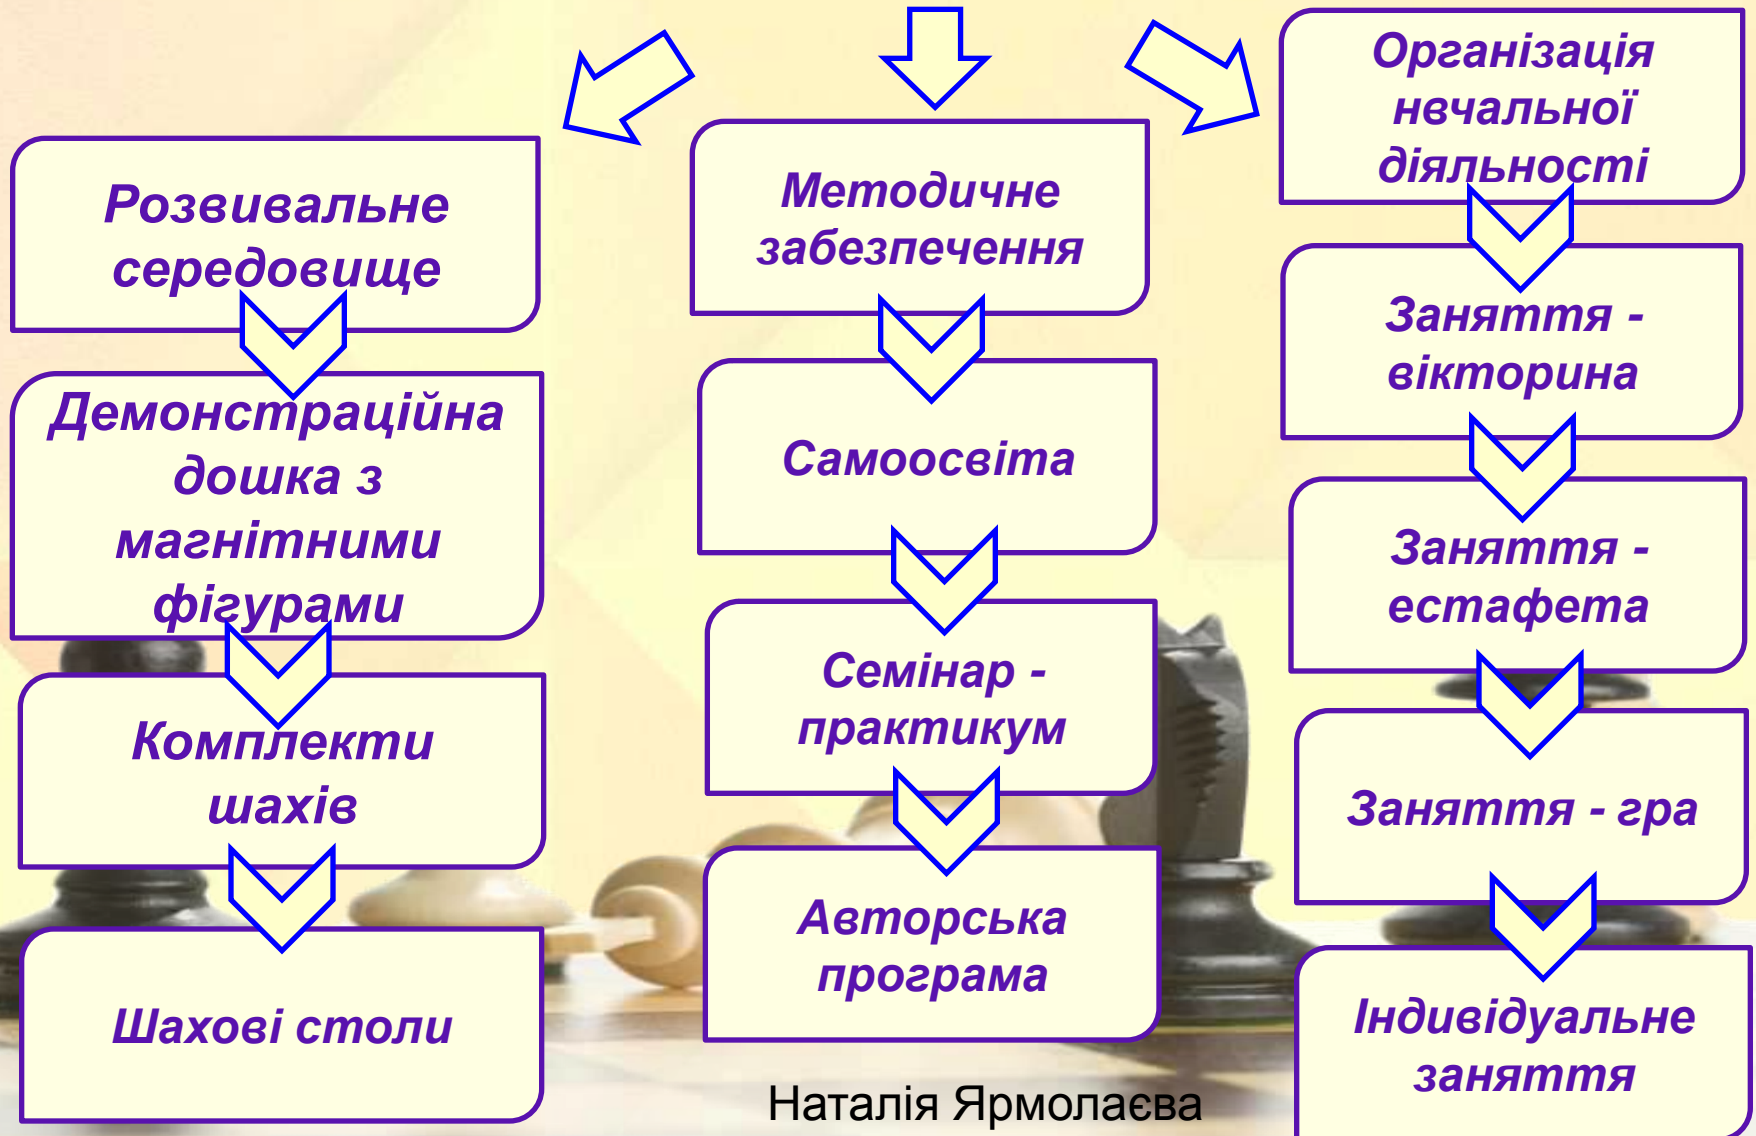 Розвивальне
середовище
Демонстраційна
дошка з
магнітними
фігурами
Комплекти
шахів
Шахові столи
Методичне
забезпечення
Самоосвіта
Семінар -
практикум
Авторська
програма
Організація
нвчальної
діяльності
Заняття -
вікторина
Заняття -
естафета
Заняття - гра
Індивідуальне
заняття
Наталія Ярмолаєва